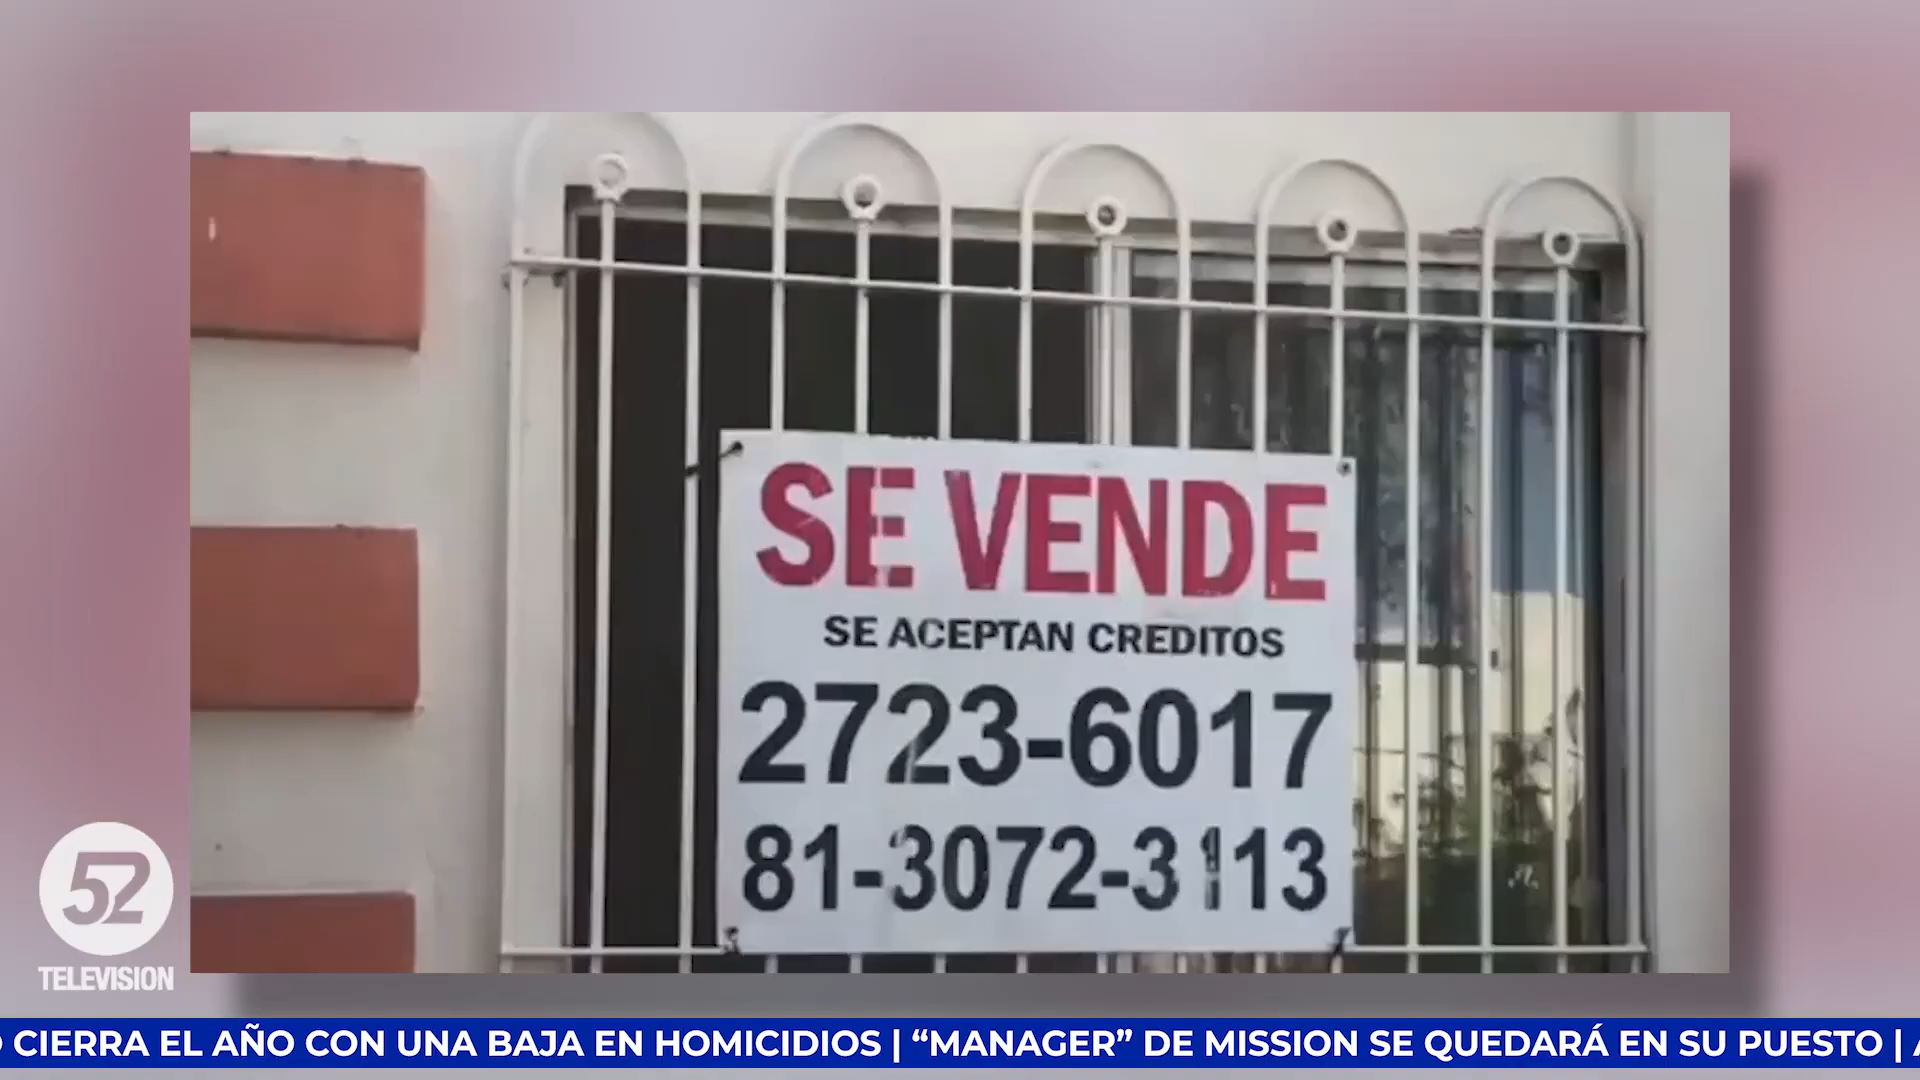 SE VENDE
SE ACEPTAN CREDITOS
2723-6017
81-3072-3113
52
TELEVISION
CIERRA EL AÑO CON UNA BAJA EN HOMICIDIOS | “MANAGER” DE MISSION SE QUEDARÁ EN SU PUESTO |